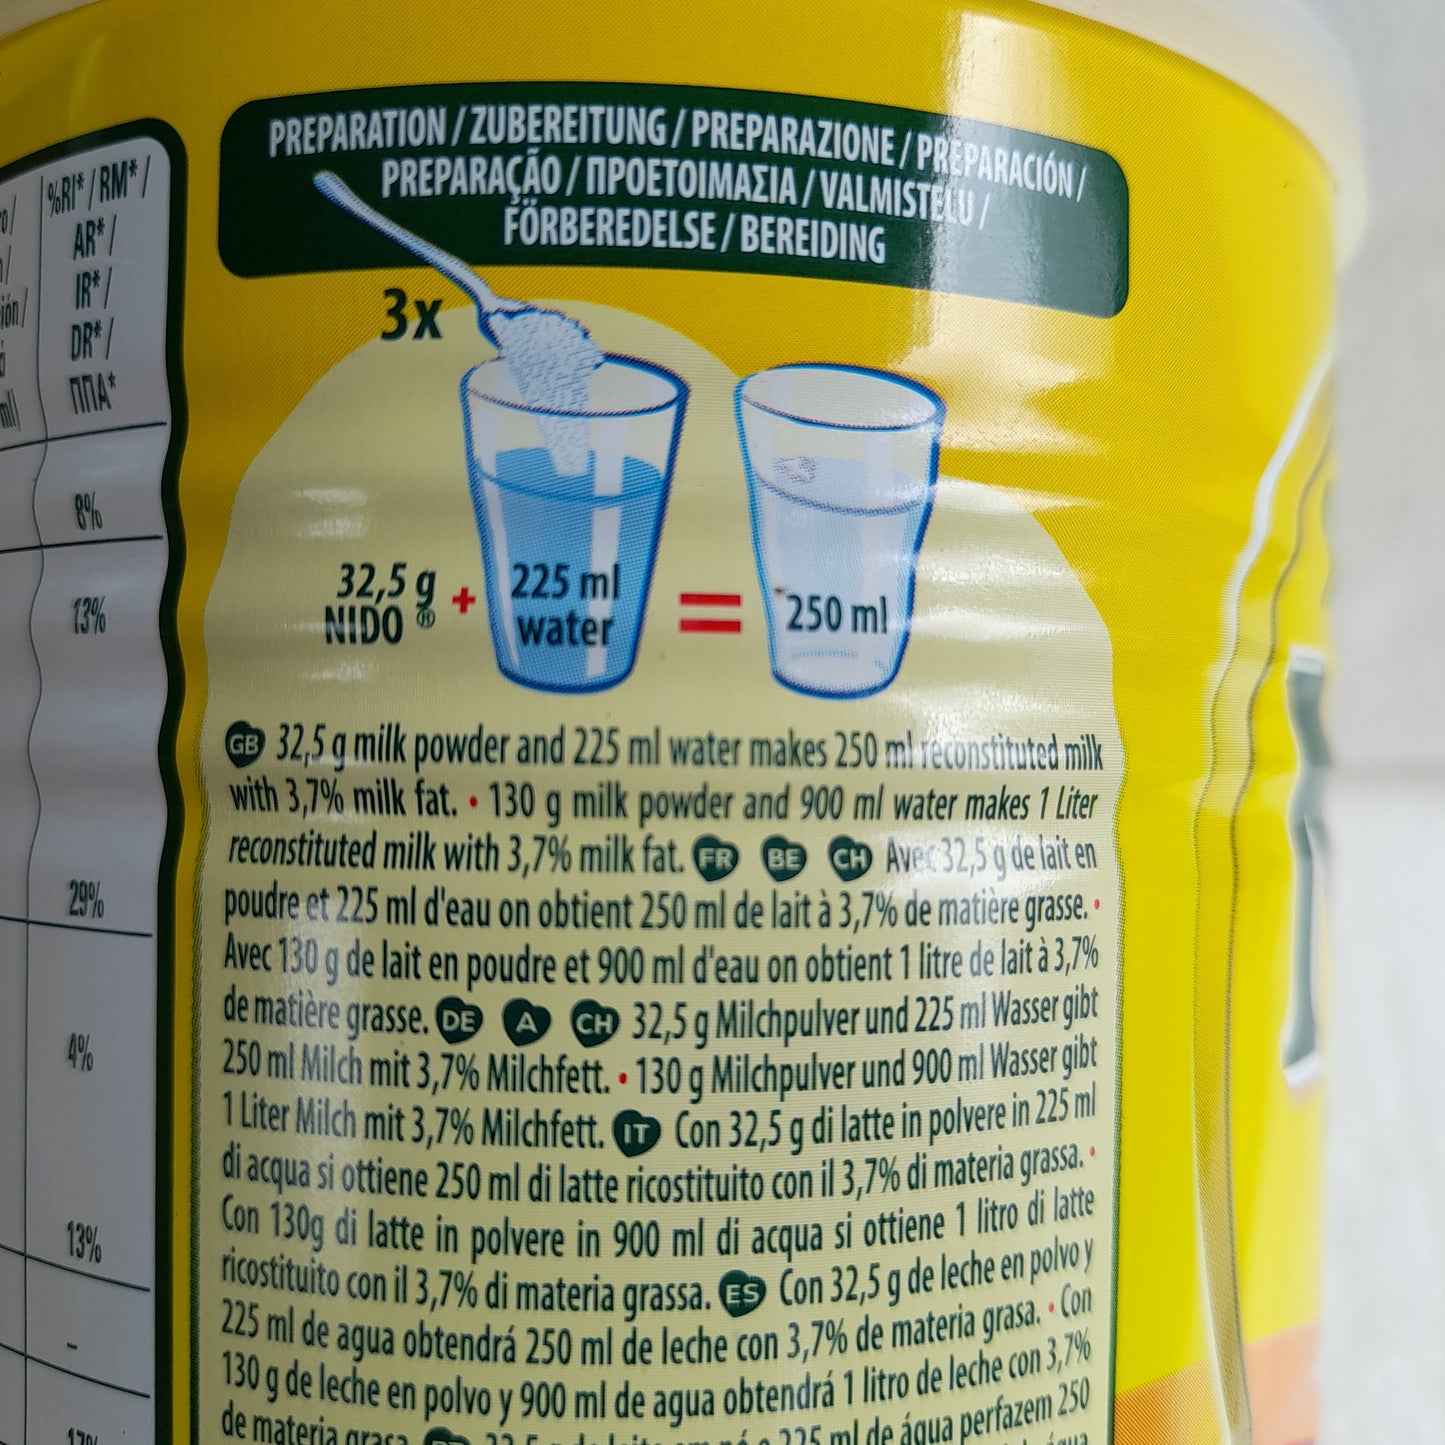 PREPARATION / ZUBEREITUNG / PREPARAZIONE / PREPARACIÓN /
PREPARAÇÃO / ΠΡΟΕΤΟΙΜΑΣΙΑ / VALMISTELU /
FÖRBEREDELSE / BEREIDING
%RI* / RM* /
AR* /
IR* /
DR* /
ΠΠΑ*
8%
13%
29%
4%
13%
–
17%
3x
32,5 g
NIDO ®
+
225 ml
water
=
250 ml
GB 32,5 g milk powder and 225 ml water makes 250 ml reconstituted milk
with 3,7% milk fat. • 130 g milk powder and 900 ml water makes 1 Liter
reconstituted milk with 3,7% milk fat. FR BE CH Avec 32,5 g de lait en
poudre et 225 ml d'eau on obtient 250 ml de lait à 3,7% de matière grasse. •
Avec 130 g de lait en poudre et 900 ml d'eau on obtient 1 litre de lait à 3,7%
de matière grasse. DE A CH 32,5 g Milchpulver und 225 ml Wasser gibt
250 ml Milch mit 3,7% Milchfett. • 130 g Milchpulver und 900 ml Wasser gibt
1 Liter Milch mit 3,7% Milchfett. IT Con 32,5 g di latte in polvere in 225 ml
di acqua si ottiene 250 ml di latte ricostituito con il 3,7% di materia grassa. •
Con 130g di latte in polvere in 900 ml di acqua si ottiene 1 litro di latte
ricostituito con il 3,7% di materia grassa. ES Con 32,5 g de leche en polvo y
225 ml de agua obtendrá 250 ml de leche con 3,7% de materia grasa. • Con
130 g de leche en polvo y 900 ml de agua obtendrá 1 litro de leche con 3,7%
de materia grasa. 225 ml de água perfazem 250